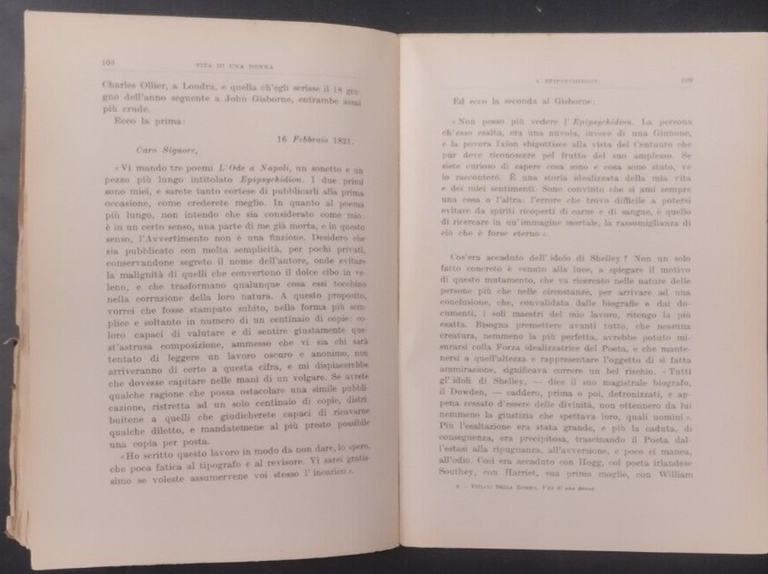 108
VITA DI UNA DONNA
Charles Ollier, a Londra, e quella ch'egli scrisse il 18 giu-
gno dell'anno seguente a John Gisborne, entrambe assai
più crude.
Ecco la prima:
16 Febbraio 1821.
Caro Signore,
«Vi mando tre poemi L'Ode a Napoli, un sonetto e un
pezzo più lungo intitolato Epipsychidion. I due primi
son miei, e sarete tanto cortese di pubblicarli alla prima
occasione, come crederete meglio. In quanto al poema
più lungo, non intendo che sia considerato come mio:
è in un certo senso, una parte di me già morta, e in questo
senso, l'Avvertimento non è una finzione. Desidero che
sia pubblicato con molta semplicità, per pochi privati,
conservandone segreto il nome dell'autore, onde evitare
la malignità di quelli che convertono il dolce cibo in ve-
leno, e che trasformano qualunque cosa essi tocchino
nella corruzione della loro natura. A questo proposito,
vorrei che fosse stampato subito, nella forma più sem-
plice e soltanto in numero di un centinaio di copie: co-
loro capaci di valutare e di sentire giustamente que-
st'astrusa composizione, ammesso che vi sia chi sarà
tentato di leggere un lavoro oscuro e anonimo, non
arriveranno di certo a questa cifra, e mi dispiacerebbe
che dovesse capitare nelle mani di un volgare. Se avrete
qualche ragione che possa ostacolare una simile pubbli-
cazione, ristretta ad un solo centinaio di copie, distri
buitene a quelli che giudicherete capaci di ricavarne
qualche diletto, e mandatemene al più presto possibile
una copia per posta.
«Ho scritto questo lavoro in modo da non dare, lo spero,
che poca fatica al tipografo e al revisore. Vi sarei gratis-
simo se voleste assumervene voi stesso l'incarico».
L'EPIPSYCHIDION
109
Ed ecco la seconda al Gisborne:
«Non posso più vedere l'Epipsychidion. La persona
ch'esso esalta, era una nuvola, invece di una Giunone,
e la povera Ixion sbigottisce alla vista del Centauro che
pur deve riconoscere pel frutto del suo amplesso. Se
siete curioso di sapere cosa sono e cosa sono stato, ve
lo racconterò. È una storia idealizzata della mia vita
e dei miei sentimenti. Sono convinto che si ami sempre
una cosa o l'altra: l'errore che trovo difficile a potersi
evitare da spiriti ricoperti di carne e di sangue, è quello
di ricercare in un'immagine mortale, la rassumiglianza di
ciò che è forse eterno».
Cos'era accaduto dell'idolo di Shelley? Non un solo
fatto concreto è venuto alla luce, a spiegare il motivo
di questo mutamento, che va ricercato nelle nature delle
persone più che nelle circostanze, per arrivare ad una
conclusione, che, convalidata dalle biografie e dai do-
cumenti, i soli maestri del mio lavoro, ritengo la più
esatta. Bisogna premettere avanti tutto, che nessuna
creatura, nemmeno la più perfetta, avrebbe potuto mi-
surarsi colla Forza idealizzatrice del Poeta, e che mante-
nersi a quell'altezza e rappresentare l'oggetto di sì fatta
ammirazione, significava correre un bel rischio. «Tutti
gl'idoli di Shelley, — dice il suo magistrale biografo,
il Dowden, — caddero, prima o poi, detronizzati, e ap-
pena cessato d'essere delle divinità, non ottennero da lui
nemmeno la giustizia che spettava loro, quali uomini».
Più l'esaltazione era stata grande, e più la caduta, di
conseguenza, era precipitosa, trascinando il Poeta dal-
l'estasi alla ripugnanza, all'avversione, e poco ci manca,
all'odio. Così era accaduto con Hogg, col poeta irlandese
Southey, con Harriet, sua prima moglie, con William
Viviani Della Robbia, Vita di una donna